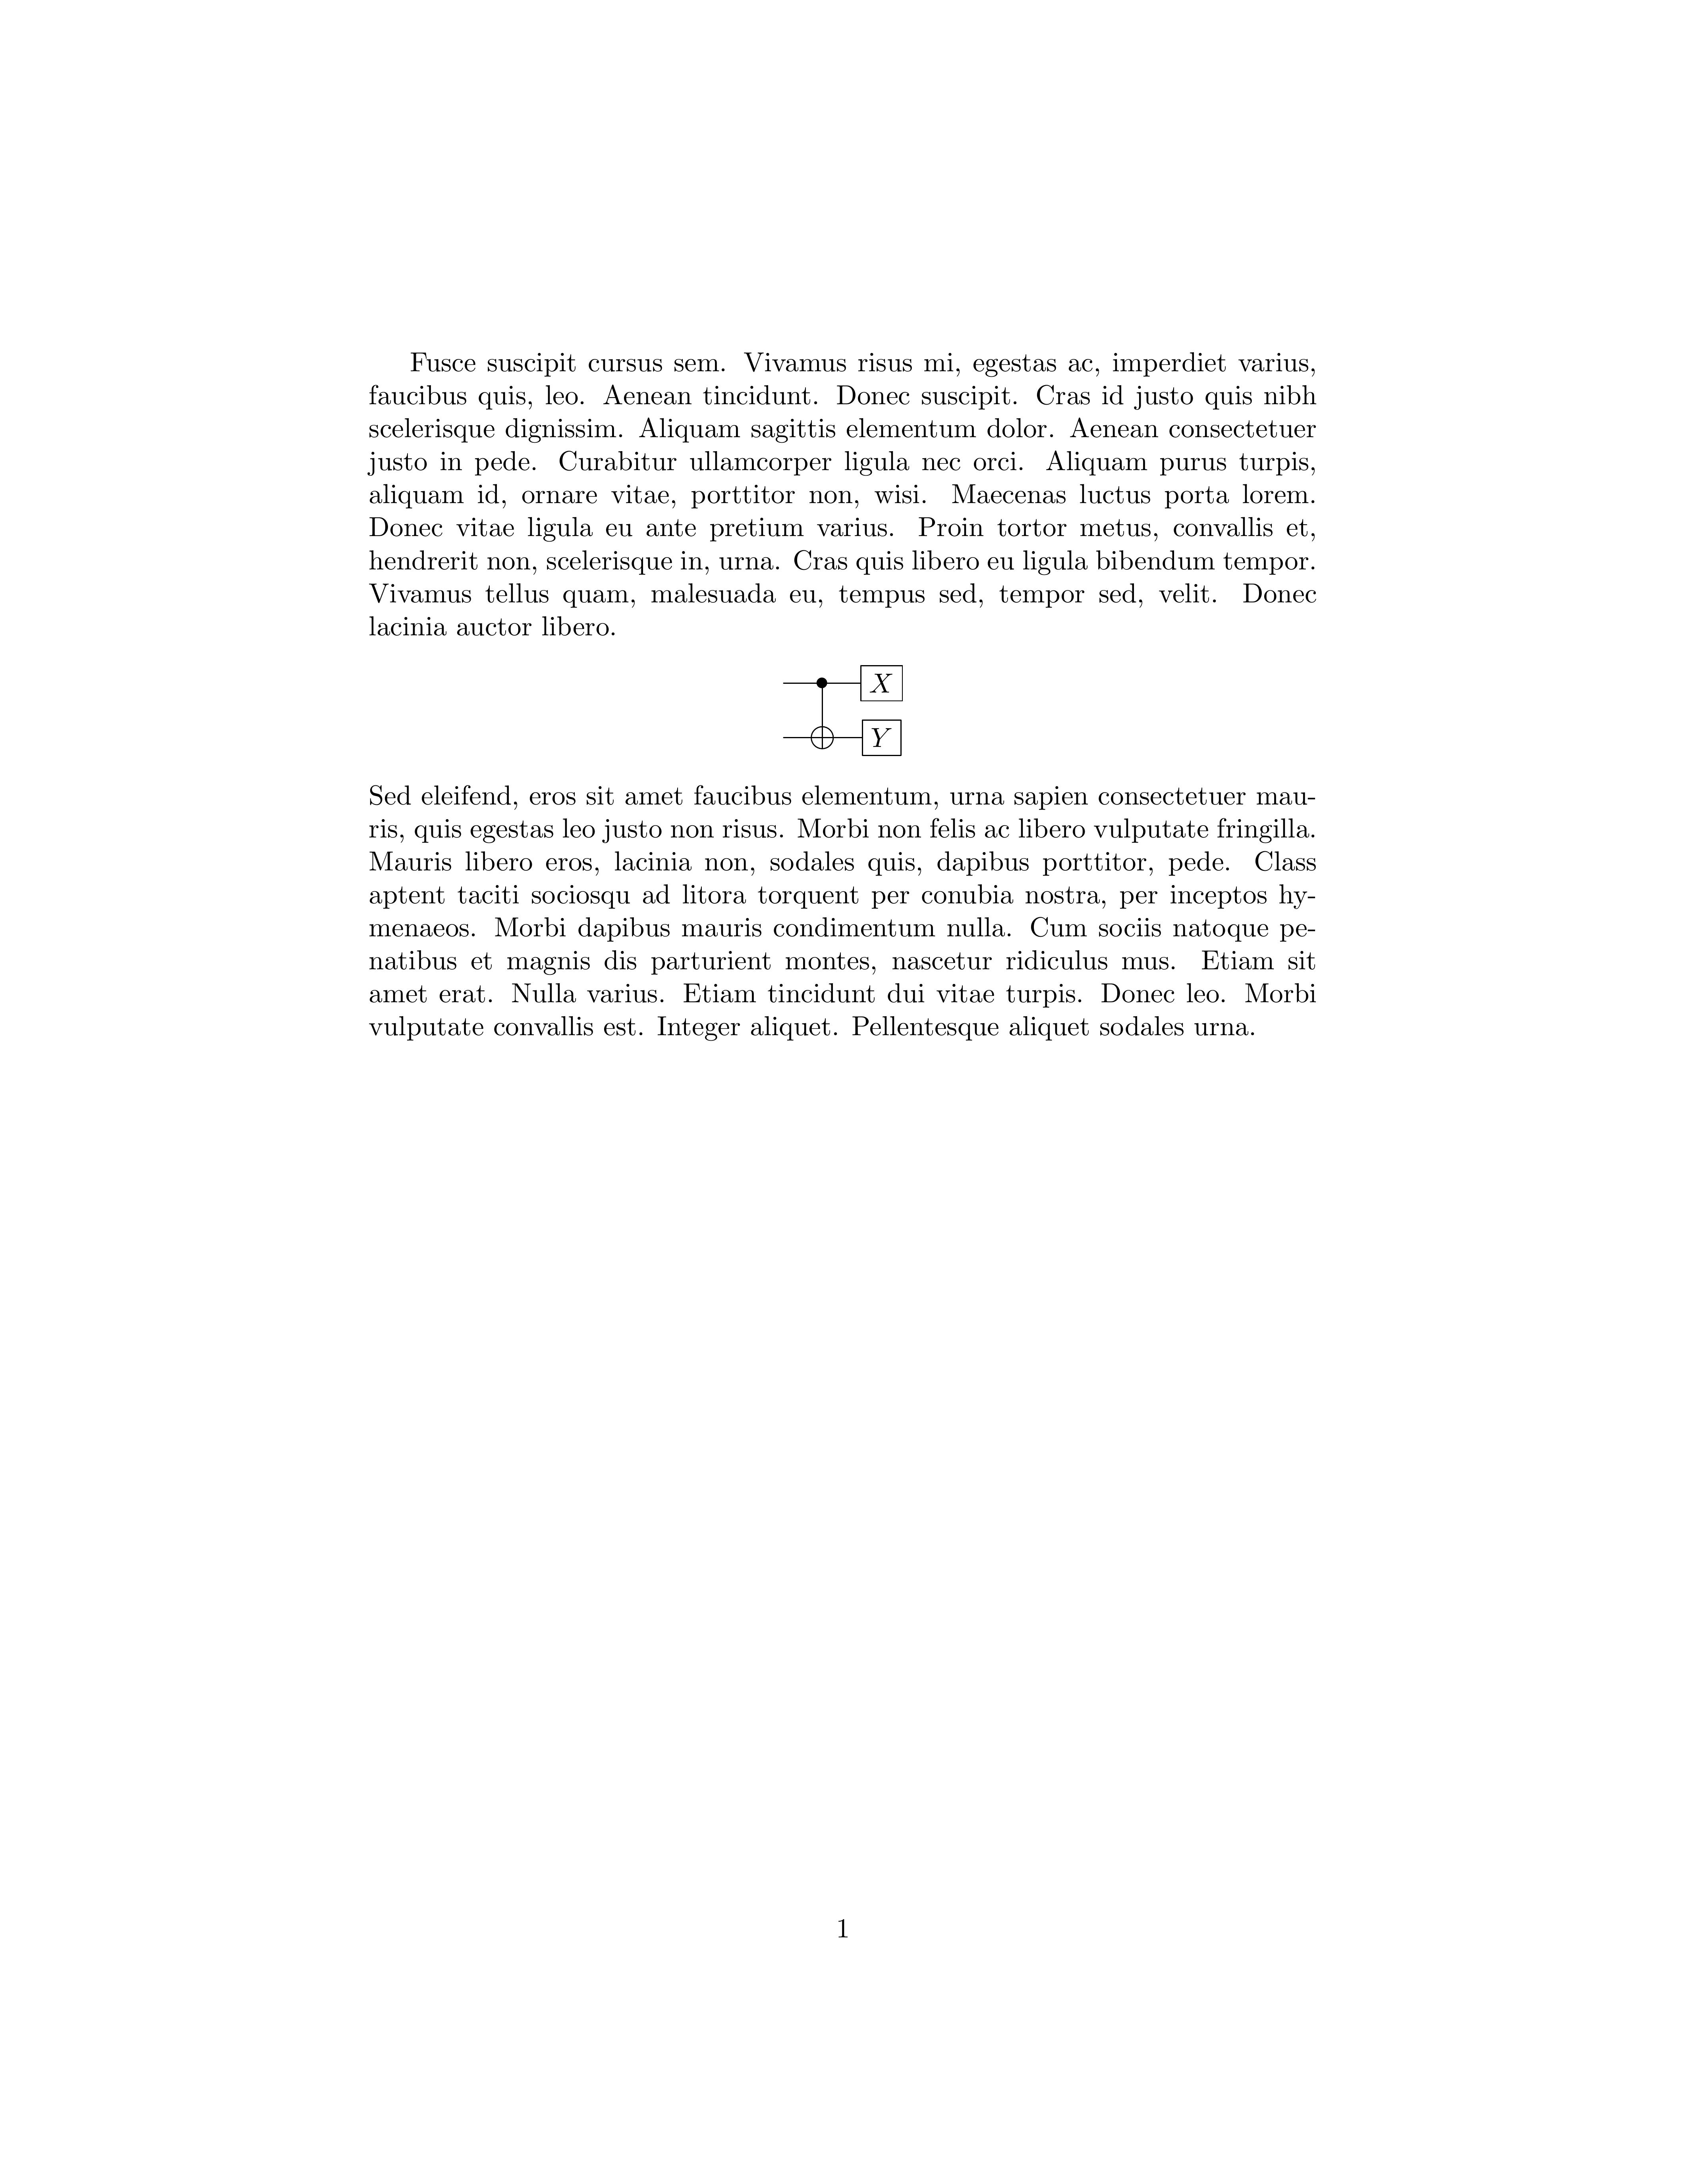 Fusce suscipit cursus sem. Vivamus risus mi, egestas ac, imperdiet varius,
faucibus quis, leo. Aenean tincidunt. Donec suscipit. Cras id justo quis nibh
scelerisque dignissim. Aliquam sagittis elementum dolor. Aenean consectetuer
justo in pede. Curabitur ullamcorper ligula nec orci. Aliquam purus turpis,
aliquam id, ornare vitae, porttitor non, wisi. Maecenas luctus porta lorem.
Donec vitae ligula eu ante pretium varius. Proin tortor metus, convallis et,
hendrerit non, scelerisque in, urna. Cras quis libero eu ligula bibendum tempor.
Vivamus tellus quam, malesuada eu, tempus sed, tempor sed, velit. Donec
lacinia auctor libero.
X
Y
Sed eleifend, eros sit amet faucibus elementum, urna sapien consectetuer mau-
ris, quis egestas leo justo non risus. Morbi non felis ac libero vulputate fringilla.
Mauris libero eros, lacinia non, sodales quis, dapibus porttitor, pede. Class
aptent taciti sociosqu ad litora torquent per conubia nostra, per inceptos hy-
menaeos. Morbi dapibus mauris condimentum nulla. Cum sociis natoque pe-
natibus et magnis dis parturient montes, nascetur ridiculus mus. Etiam sit
amet erat. Nulla varius. Etiam tincidunt dui vitae turpis. Donec leo. Morbi
vulputate convallis est. Integer aliquet. Pellentesque aliquet sodales urna.
1